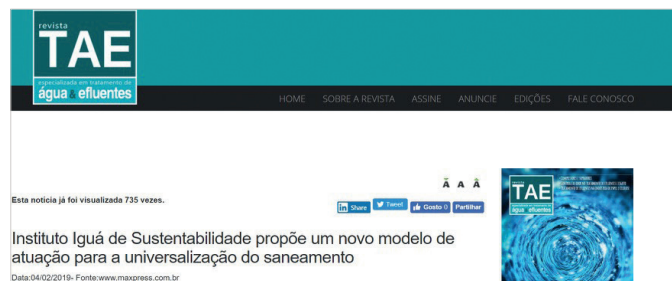 revista
TAE
especializada em tratamento de
água & efluentes
HOME SOBRE A REVISTA ASSINE ANUNCIE EDIÇÕES FALE CONOSCO
Esta noticia já foi visualizada 735 vezes.
A A A
in Share Tweet Gosto 0 Partilhar
Instituto Iguá de Sustentabilidade propõe um novo modelo de
atuação para a universalização do saneamento
Data:04/02/2019- Fonte:www.maxpress.com.br
revista
TAE
água & efluentes